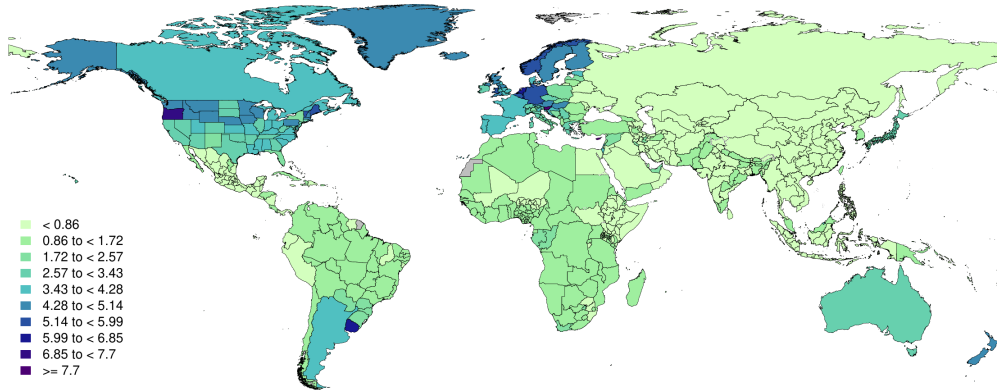 < 0.86
0.86 to < 1.72
1.72 to < 2.57
2.57 to < 3.43
3.43 to < 4.28
4.28 to < 5.14
5.14 to < 5.99
5.99 to < 6.85
6.85 to < 7.7
>= 7.7